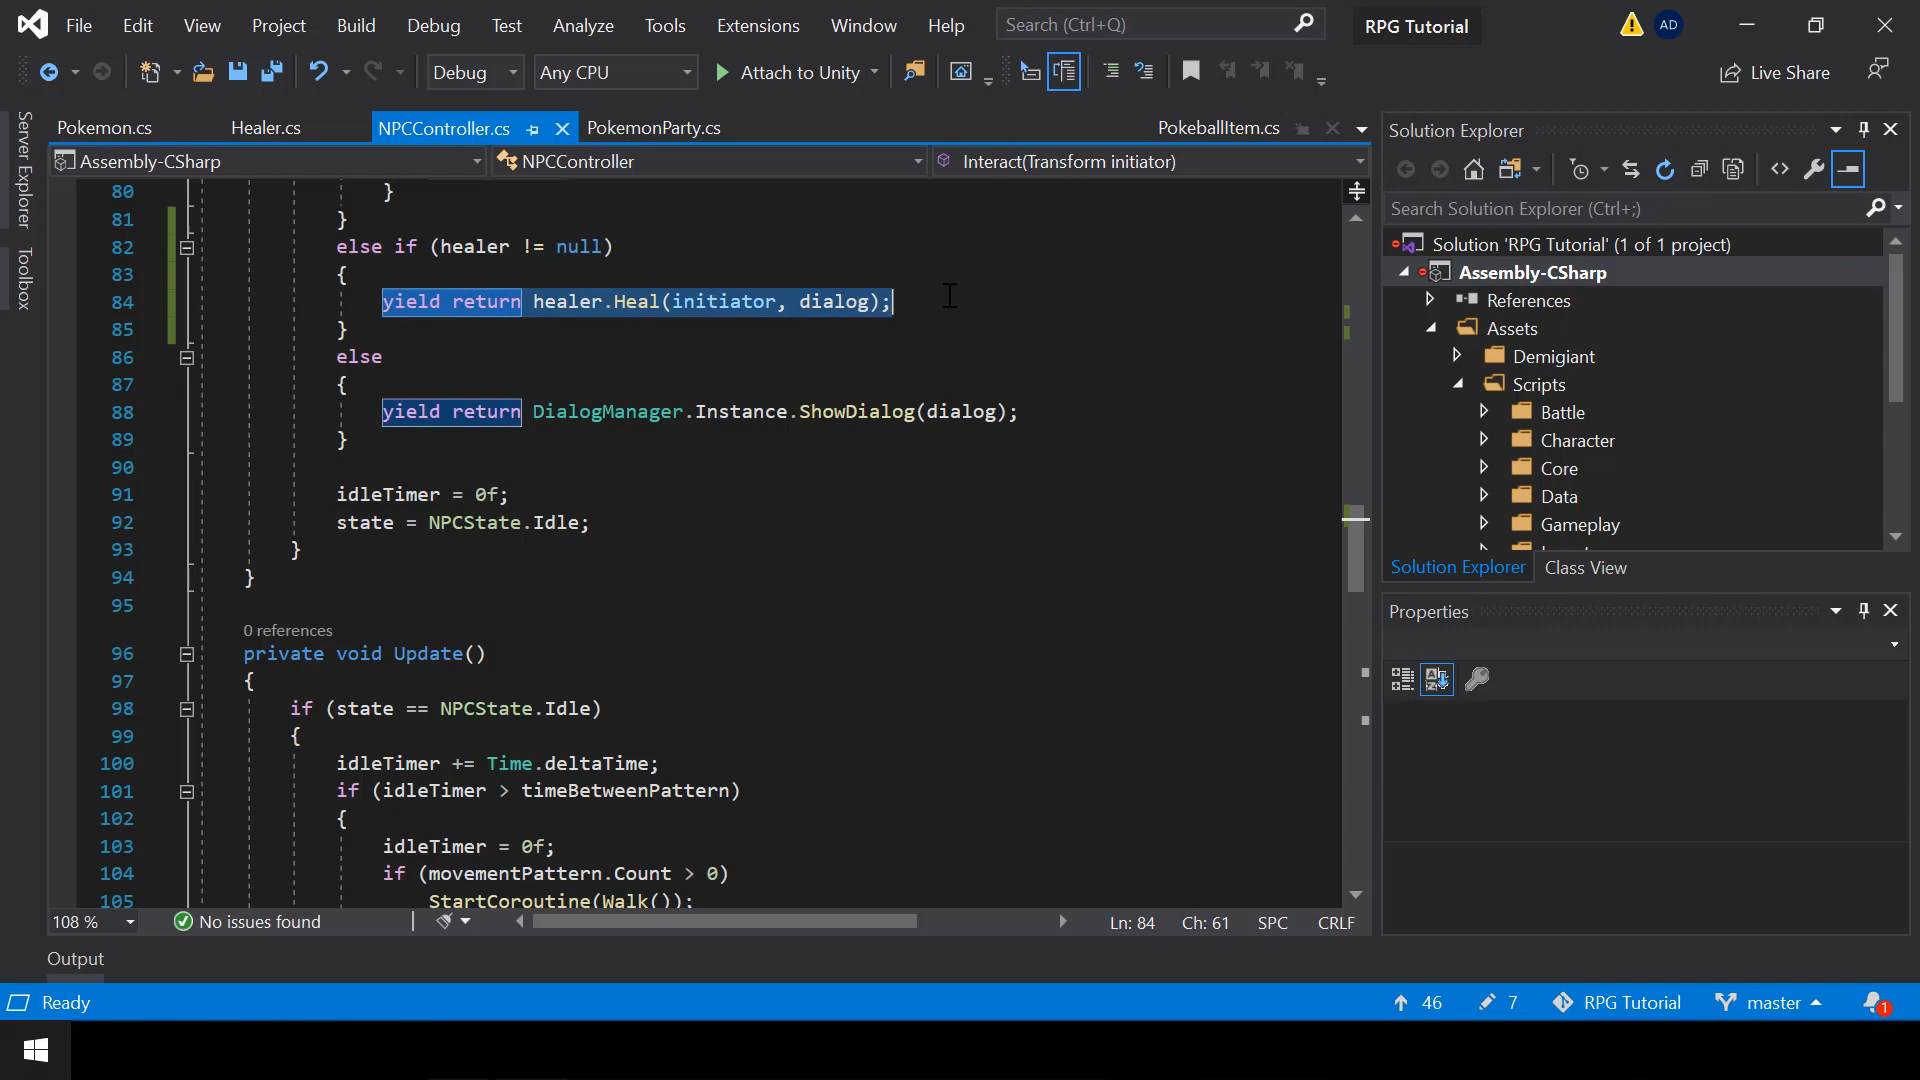 File Edit View Project Build Debug Test Analyze Tools Extensions Window Help Search (Ctrl+Q) RPG Tutorial AD
Debug Any CPU Attach to Unity Live Share
Server Explorer
Toolbox
Pokemon.cs Healer.cs NPCController.cs PokemonParty.cs PokeballItem.cs
Assembly-CSharp NPCController Interact(Transform initiator)
80 }
81 }
82 else if (healer != null)
83 {
84 yield return healer.Heal(initiator, dialog);
85 }
86 else
87 {
88 yield return DialogManager.Instance.ShowDialog(dialog);
89 }
90
91 idleTimer = 0f;
92 state = NPCState.Idle;
93 }
94 }
95
0 references
96 private void Update()
97 {
98 if (state == NPCState.Idle)
99 {
100 idleTimer += Time.deltaTime;
101 if (idleTimer > timeBetweenPattern)
102 {
103 idleTimer = 0f;
104 if (movementPattern.Count > 0)
105 StartCoroutine(Walk());
108 % No issues found Ln: 84 Ch: 61 SPC CRLF
Solution Explorer
Search Solution Explorer (Ctrl+;)
Solution 'RPG Tutorial' (1 of 1 project)
Assembly-CSharp
References
Assets
Demigiant
Scripts
Battle
Character
Core
Data
Gameplay
Solution Explorer Class View
Properties
Output
Ready 46 7 RPG Tutorial master 1